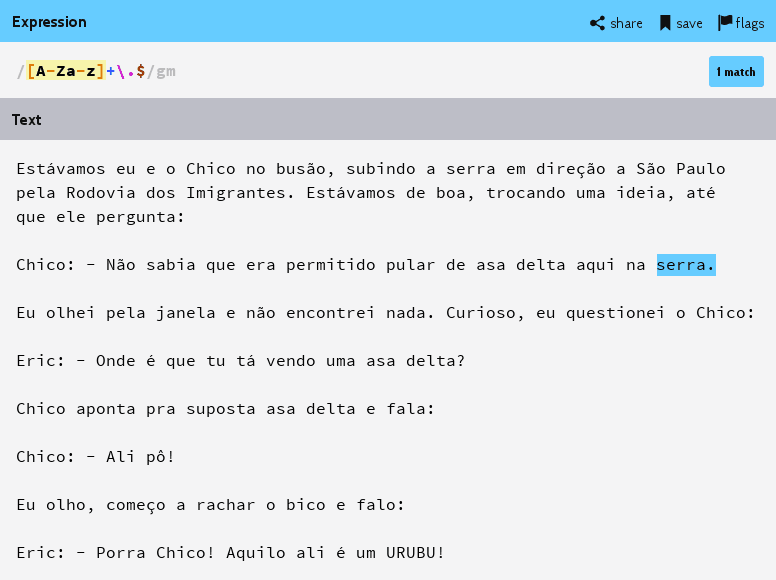 Expression
share
save
flags
/[A-Za-z]+\.$/gm
1 match
Text
Estávamos eu e o Chico no busão, subindo a serra em direção a São Paulo
pela Rodovia dos Imigrantes. Estávamos de boa, trocando uma ideia, até
que ele pergunta:
Chico: - Não sabia que era permitido pular de asa delta aqui na serra.
Eu olhei pela janela e não encontrei nada. Curioso, eu questionei o Chico:
Eric: - Onde é que tu tá vendo uma asa delta?
Chico aponta pra suposta asa delta e fala:
Chico: - Ali pô!
Eu olho, começo a rachar o bico e falo:
Eric: - Porra Chico! Aquilo ali é um URUBU!